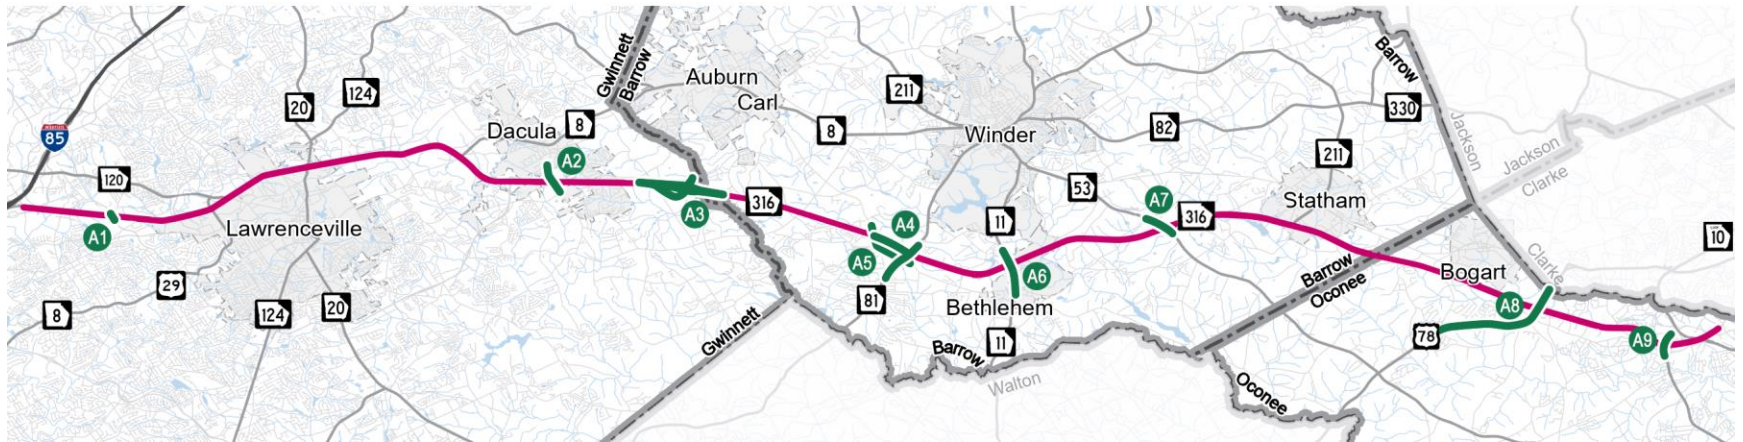 Gwinnett
Barrow
Barrow
Auburn
Carl
20
124
211
85
Dacula
8
8
Winder
82
330
Jackson
211
Jackson
Clarke
120
A2
A3
316
53
A7
316
Statham
A1
Lawrenceville
A4
A5
11
A6
10
29
81
Bethlehem
Barrow
Oconee
Bogart
Clarke
A8
8
124
20
Gwinnett
11
Barrow
Walton
78
A9
Oconee